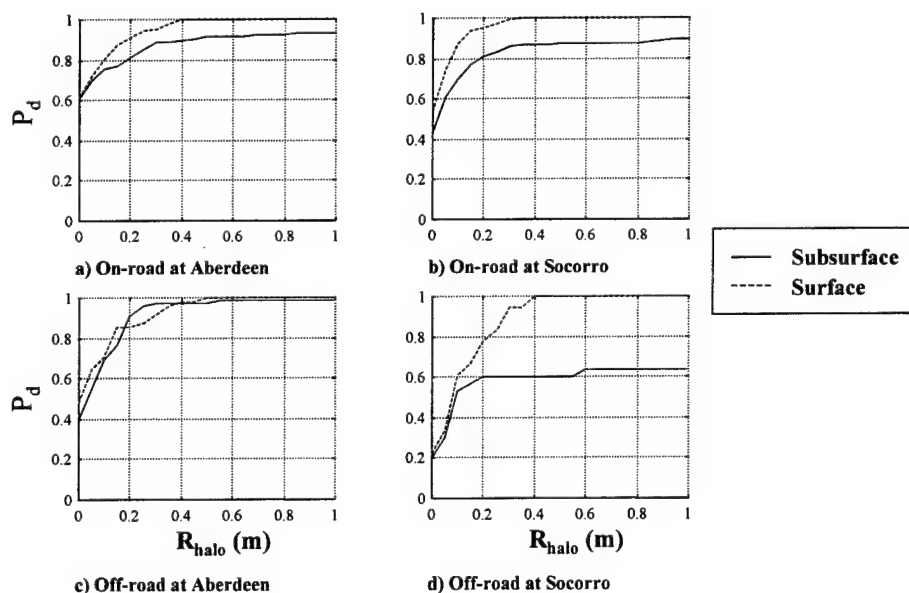 1
0.8
0.6
0.4
0.2
0
P_d
0 0.2 0.4 0.6 0.8 1
a) On-road at Aberdeen
1
0.8
0.6
0.4
0.2
0
0 0.2 0.4 0.6 0.8 1
b) On-road at Socorro
Subsurface
Surface
1
0.8
0.6
0.4
0.2
0
P_d
0 0.2 0.4 0.6 0.8 1
R_halo (m)
c) Off-road at Aberdeen
1
0.8
0.6
0.4
0.2
0
0 0.2 0.4 0.6 0.8 1
R_halo (m)
d) Off-road at Socorro